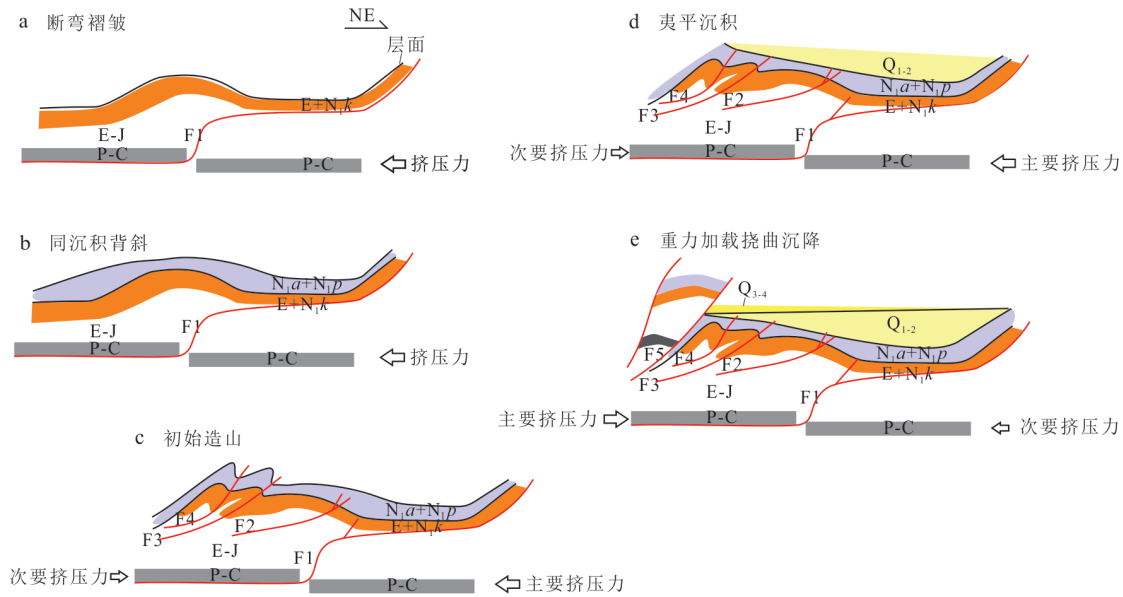 a 断弯褶皱
NE
层面
E+N₁k
E-J
F1
P-C
P-C
挤压力
b 同沉积背斜
N₁a+N₁p
E+N₁k
E-J
F1
P-C
P-C
挤压力
c 初始造山
N₁a+N₁p
E+N₁k
F4
F2
F3
E-J
F1
次要挤压力
P-C
P-C
主要挤压力
d 夷平沉积
Q₁₋₂
N₁a+N₁p
E+N₁k
F4
F2
F3
E-J
F1
次要挤压力
P-C
P-C
主要挤压力
e 重力加载挠曲沉降
Q₃₋₄
Q₁₋₂
N₁a+N₁p
E+N₁k
F5
F4
F2
F3
E-J
F1
主要挤压力
P-C
P-C
次要挤压力